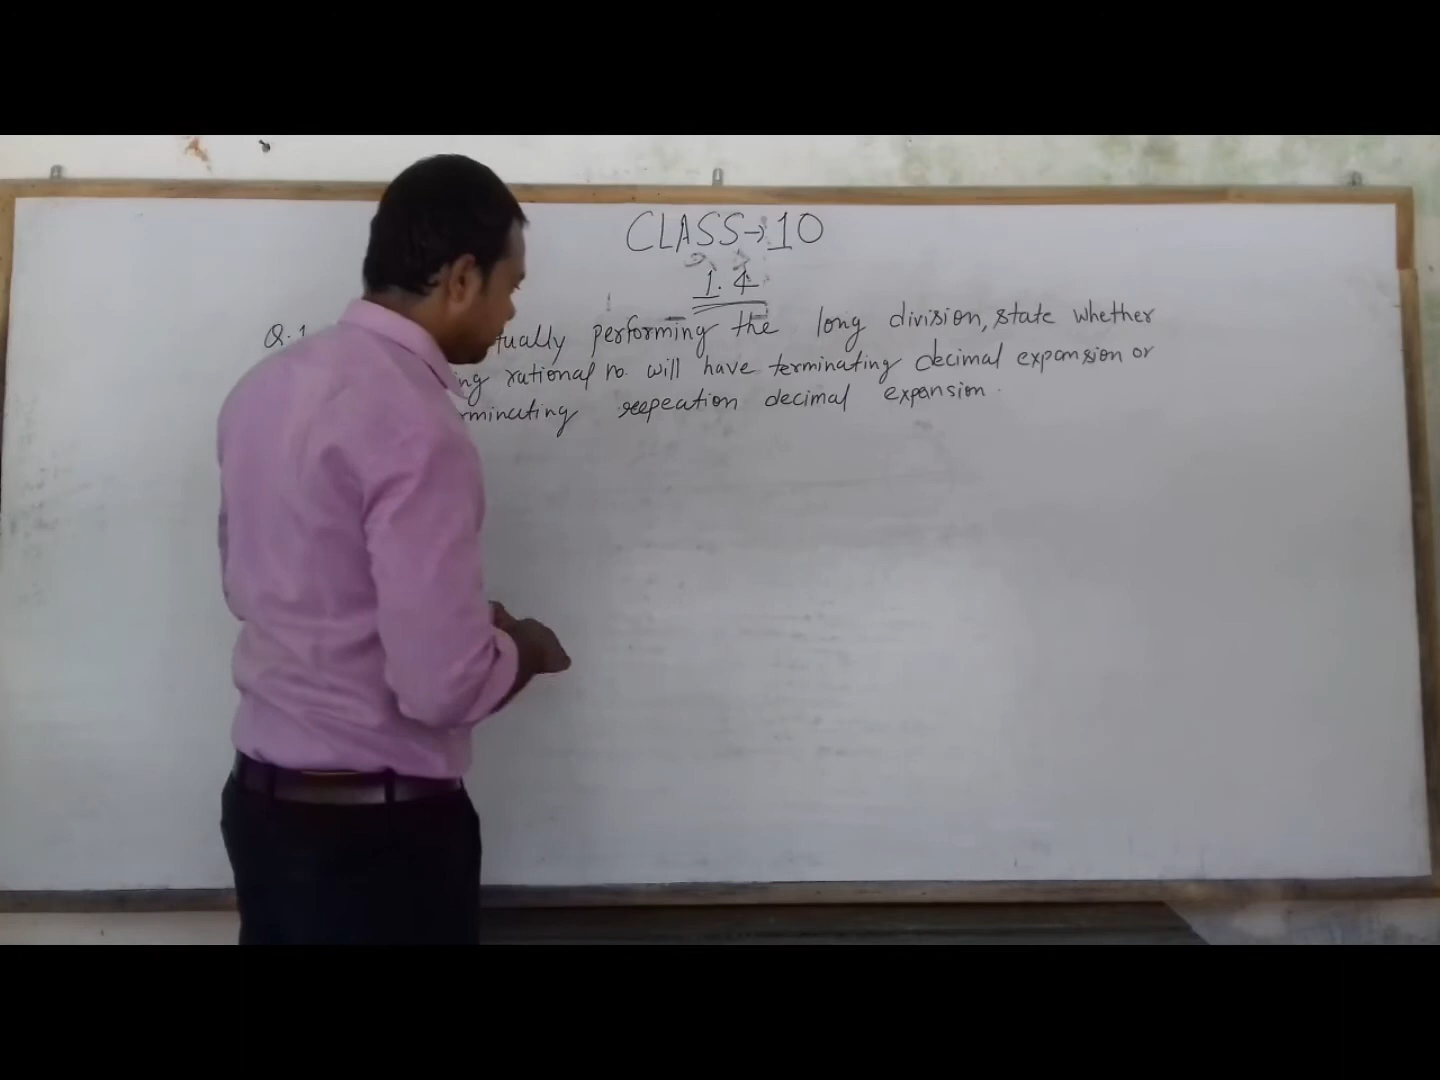 CLASS→10
1.4
Q.1 tually performing the long division, state whether
ing rational no. will have terminating decimal expansion or
rminating decimal expansion.